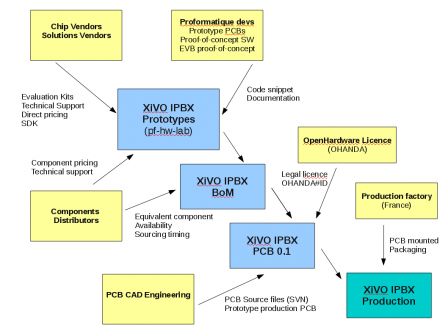 Chip Vendors
Solutions Vendors
Proformatique devs
Prototype PCBs
Proof-of-concept SW
EVB proof-of-concept
Evaluation Kits
Technical Support
Direct pricing
SDK
XiVO IPBX
Prototypes
(pf-hw-lab)
Code snippet
Documentation
OpenHardware Licence
(OHANDA)
Component pricing
Technical support
XiVO IPBX
BoM
Legal licence
OHANDA#ID
Production factory
(France)
Components
Distributors
Equivalent component
Availability
Sourcing timing
XiVO IPBX
PCB 0.1
PCB mounted
Packaging
PCB CAD Engineering
PCB Source files (SVN)
Prototype production PCB
XiVO IPBX
Production